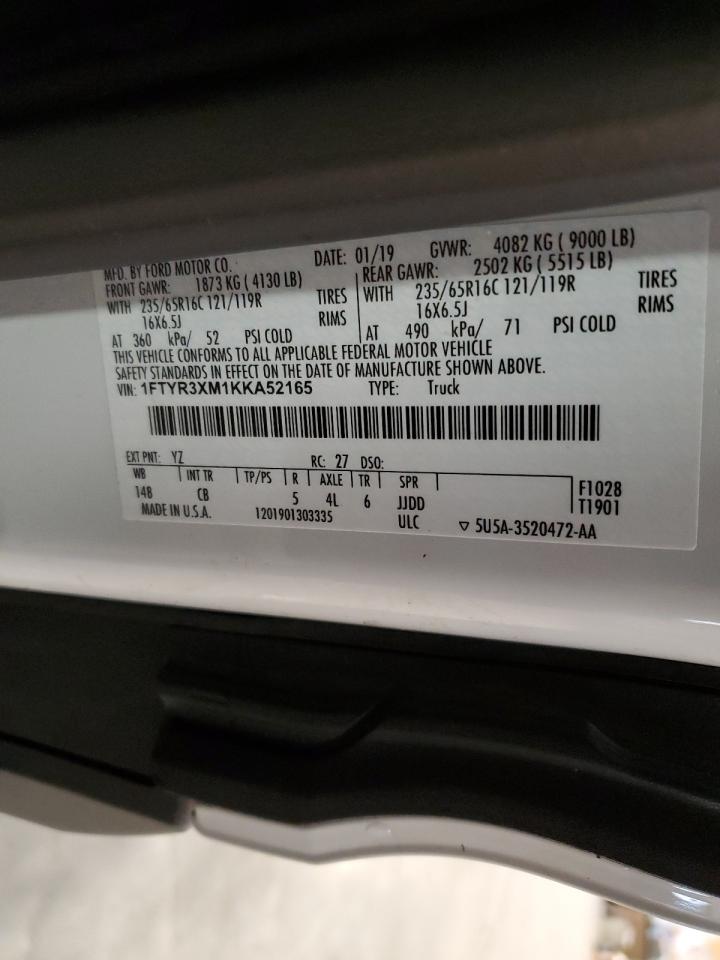 MFD. BY FORD MOTOR CO. DATE: 01/19 GVWR: 4082 KG ( 9000 LB)
FRONT GAWR: 1873 KG ( 4130 LB) REAR GAWR: 2502 KG ( 5515 LB)
WITH 235/65R16C 121/119R TIRES WITH 235/65R16C 121/119R TIRES
16X6.5J RIMS 16X6.5J RIMS
AT 360 kPa/ 52 PSI COLD AT 490 kPa/ 71 PSI COLD
THIS VEHICLE CONFORMS TO ALL APPLICABLE FEDERAL MOTOR VEHICLE
SAFETY STANDARDS IN EFFECT ON THE DATE OF MANUFACTURE SHOWN ABOVE.
VIN: 1FTYR3XM1KKA52165 TYPE: Truck
EXT PNT: YZ RC: 27 DSO:
WB INT TR TP/PS R AXLE TR SPR F1028
148 CB 5 4L 6 JJDD T1901
MADE IN U.S.A. 1201901303335 ULC ▽ 5U5A-3520472-AA